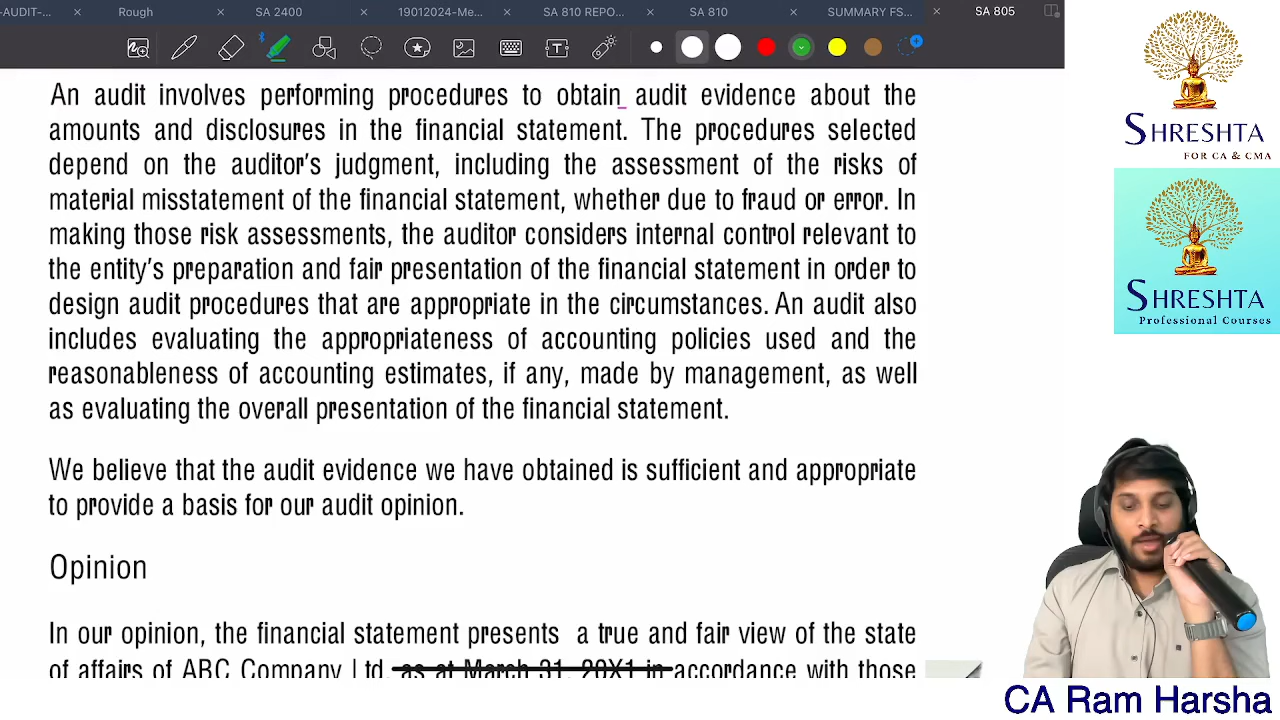 -AUDIT-...
Rough
SA 2400
19012024-Me...
SA 810 REPO...
SA 810
SUMMARY FS...
SA 805
An audit involves performing procedures to obtain audit evidence about the
amounts and disclosures in the financial statement. The procedures selected
depend on the auditor's judgment, including the assessment of the risks of
material misstatement of the financial statement, whether due to fraud or error. In
making those risk assessments, the auditor considers internal control relevant to
the entity's preparation and fair presentation of the financial statement in order to
design audit procedures that are appropriate in the circumstances. An audit also
includes evaluating the appropriateness of accounting policies used and the
reasonableness of accounting estimates, if any, made by management, as well
as evaluating the overall presentation of the financial statement.
We believe that the audit evidence we have obtained is sufficient and appropriate
to provide a basis for our audit opinion.
Opinion
In our opinion, the financial statement presents a true and fair view of the state
of affairs of ABC Company Ltd. as at March 31, 20X1 in accordance with those
SHRESHTA
FOR CA & CMA
SHRESHTA
Professional Courses
CA Ram Harsha